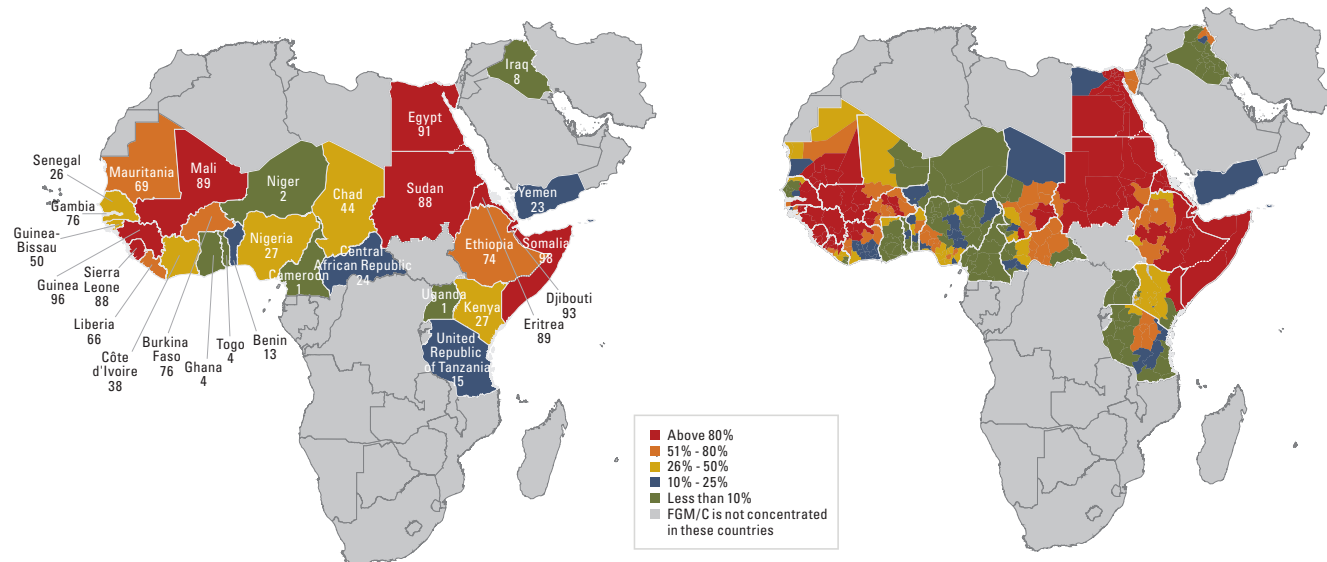 Iraq
8
Egypt
91
Senegal
26
Mauritania
69
Mali
89
Niger
2
Chad
44
Sudan
88
Yemen
23
Gambia
76
Guinea-
Bissau
50
Nigeria
27
Ethiopia
74
Somalia
98
Central
African Republic
24
Cameroon
1
Guinea
96
Sierra
Leone
88
Uganda
1
Kenya
27
Djibouti
93
Eritrea
89
Liberia
66
Côte
d'Ivoire
38
Burkina
Faso
76
Ghana
4
Togo
4
Benin
13
United
Republic
of Tanzania
15
Above 80%
51% - 80%
26% - 50%
10% - 25%
Less than 10%
FGM/C is not concentrated
in these countries